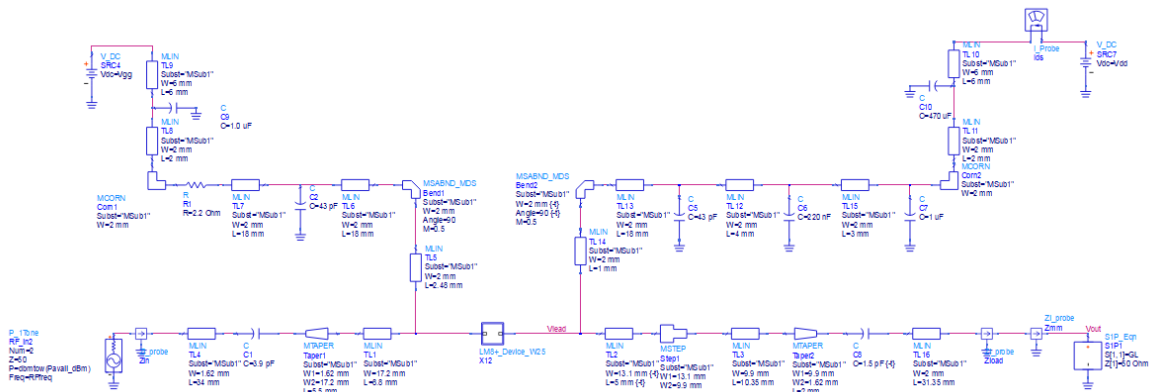 V_DC
SRC4
Vdc=Vgg
MLIN
TL9
Subst="MSub1"
W=6 mm
L=6 mm
C
C9
C=1.0 uF
MLIN
TL8
Subst="MSub1"
W=2 mm
L=2 mm
MCORN
Corn1
Subst="MSub1"
W=2 mm
R
R1
R=2.2 Ohm
MLIN
TL7
Subst="MSub1"
W=2 mm
L=18 mm
C
C2
C=43 pF
MLIN
TL6
Subst="MSub1"
W=2 mm
L=18 mm
MSABND_MDS
Bend1
Subst="MSub1"
W=2 mm
Angle=90
M=0.5
MLIN
TL5
Subst="MSub1"
W=2 mm
L=2.48 mm
I_Probe
Ids
V_DC
SRC7
Vdc=Vdd
MLIN
TL10
Subst="MSub1"
W=6 mm
L=6 mm
C
C10
C=470 uF
MLIN
TL11
Subst="MSub1"
W=2 mm
L=2 mm
MCORN
Corn2
Subst="MSub1"
W=2 mm
MSABND_MDS
Bend2
Subst="MSub1"
W=2 mm {-t}
Angle=90 {-t}
M=0.5
MLIN
TL13
Subst="MSub1"
W=2 mm
L=18 mm
C
C5
C=43 pF
MLIN
TL12
Subst="MSub1"
W=2 mm
L=4 mm
C
C6
C=220 nF
MLIN
TL15
Subst="MSub1"
W=2 mm
L=3 mm
C
C7
C=1 uF
MLIN
TL14
Subst="MSub1"
W=2 mm
L=1 mm
P_1Tone
RF_in2
Num=2
Z=50
P=dbmtow(Pavail_dBm)
Freq=RFfreq
Zin
MLIN
TL4
Subst="MSub1"
W=1.62 mm
L=34 mm
C
C1
C=3.9 pF
MTAPER
Taper1
Subst="MSub1"
W1=1.62 mm
W2=17.2 mm
L=5.5 mm
MLIN
TL1
Subst="MSub1"
W=17.2 mm
L=6.8 mm
X12
Vlead
MLIN
TL2
Subst="MSub1"
W=13.1 mm {-t}
L=5 mm {-t}
MSTEP
Step1
Subst="MSub1"
W1=13.1 mm
W2=9.9 mm
MLIN
TL3
Subst="MSub1"
W=9.9 mm
L=10.35 mm
MTAPER
Taper2
Subst="MSub1"
W1=9.9 mm
W2=1.62 mm
L=2 mm
C
C=1.5 pF {-t}
MLIN
TL16
Subst="MSub1"
W=2 mm
L=31.35 mm
Zload
Zl_probe
Zmm
Vout
S1P_Eqn
S1P1
S[1,1]=GL
Z[1]=50 Ohm